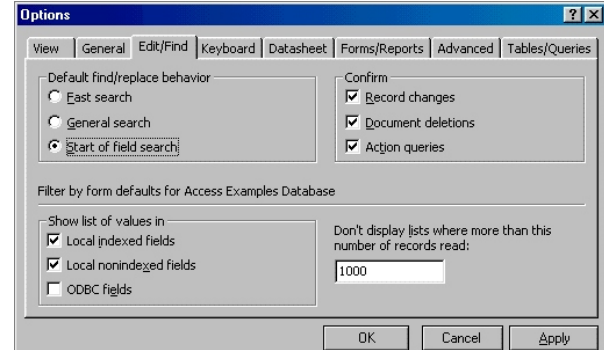 Options
View General Edit/Find Keyboard Datasheet Forms/Reports Advanced Tables/Queries
Default find/replace behavior
Fast search
General search
Start of field search
Confirm
Record changes
Document deletions
Action queries
Filter by form defaults for Access Examples Database
Show list of values in
Local indexed fields
Local nonindexed fields
ODBC fields
Don't display lists where more than this
number of records read:
1000
OK Cancel Apply